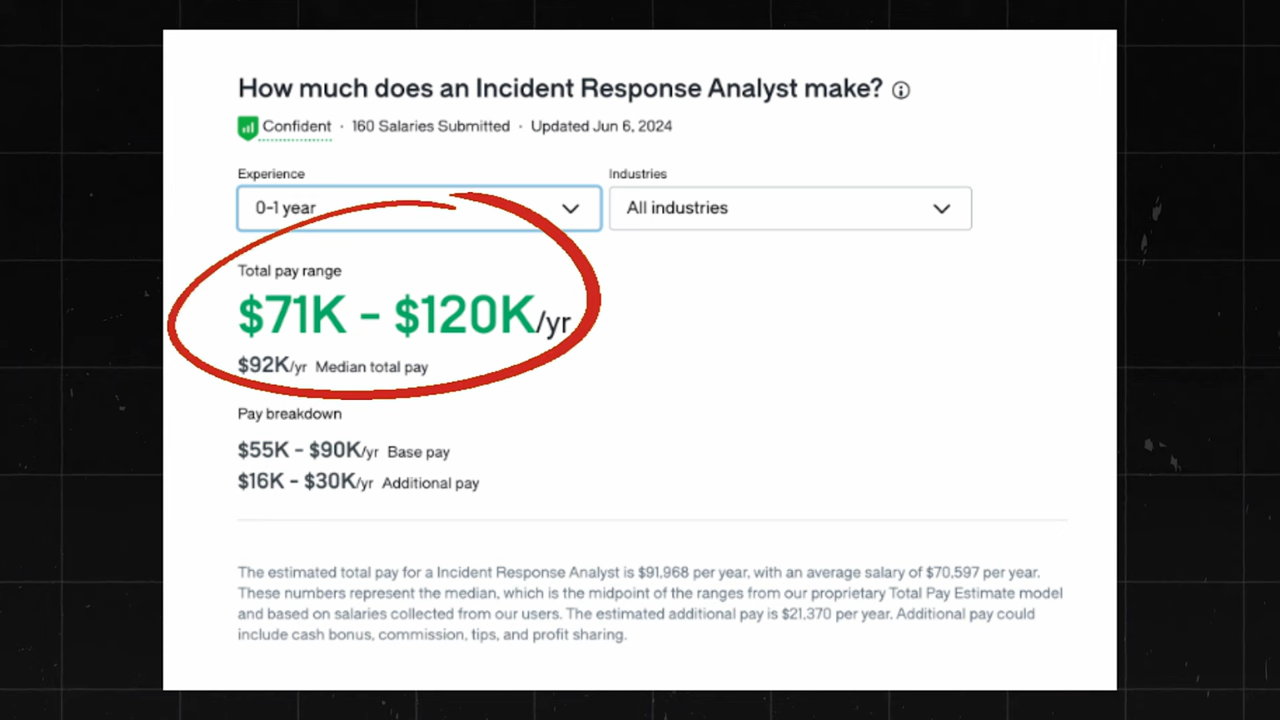 How much does an Incident Response Analyst make?
Confident · 160 Salaries Submitted · Updated Jun 6, 2024
Experience Industries
0-1 year All industries
Total pay range
$71K - $120K/yr
$92K/yr Median total pay
Pay breakdown
$55K - $90K/yr Base pay
$16K - $30K/yr Additional pay
The estimated total pay for a Incident Response Analyst is $91,968 per year, with an average salary of $70,597 per year.
These numbers represent the median, which is the midpoint of the ranges from our proprietary Total Pay Estimate model
and based on salaries collected from our users. The estimated additional pay is $21,370 per year. Additional pay could
include cash bonus, commission, tips, and profit sharing.